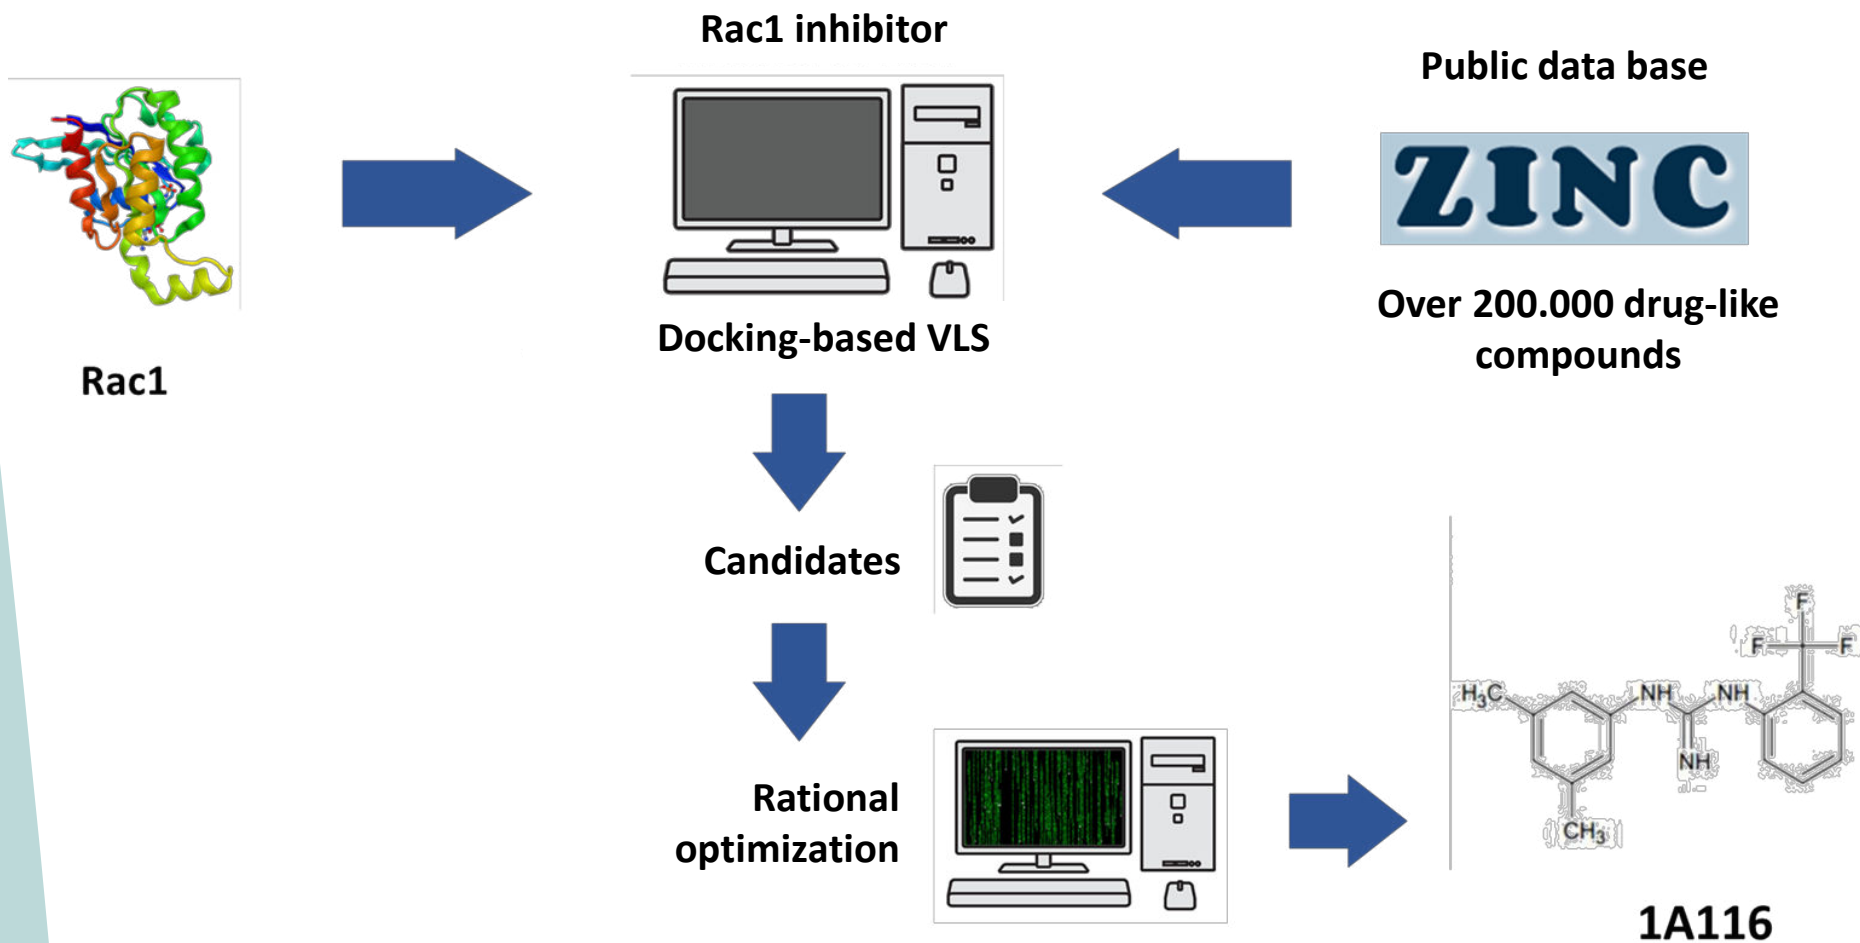 Rac1 inhibitor
Public data base
ZINC
Over 200.000 drug-like
compounds
Rac1
Docking-based VLS
Candidates
Rational
optimization
F
F
F
H₃C
NH
NH
NH
CH₃
1A116